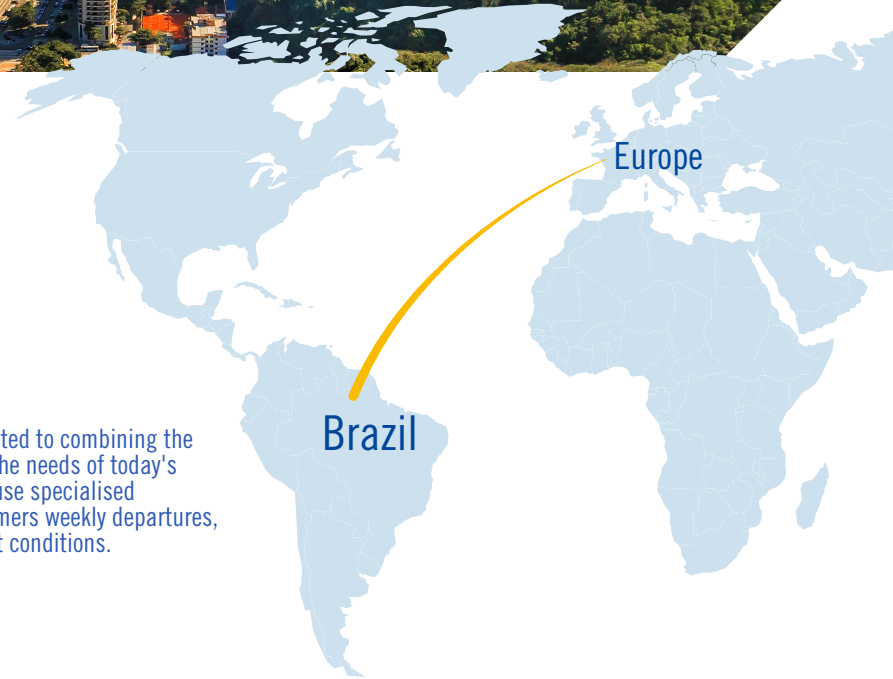 Europe
Brazil
ted to combining the
he needs of today's
use specialised
mers weekly departures,
t conditions.